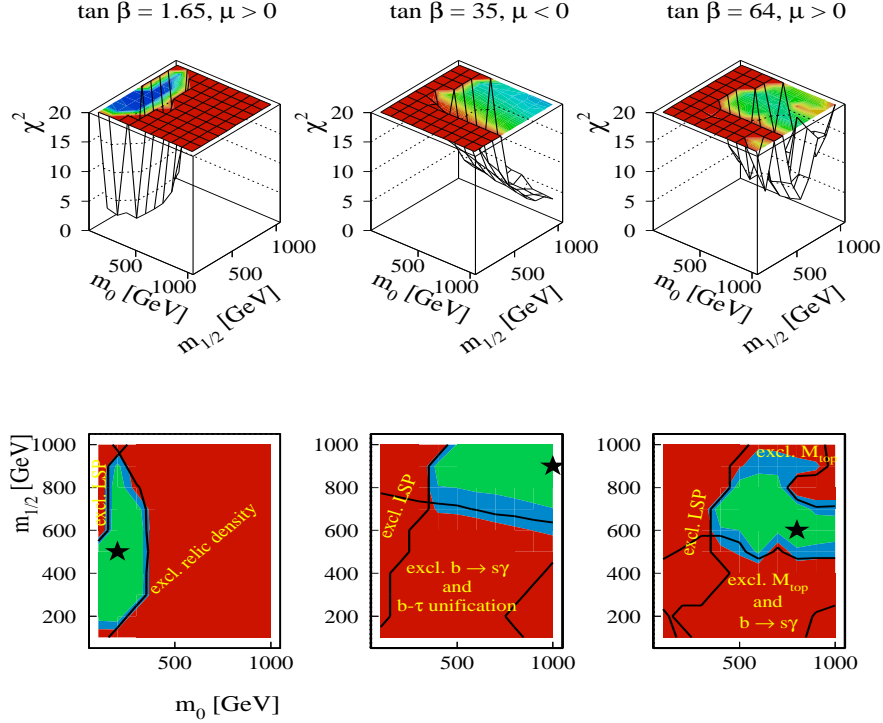 tan β = 1.65, μ > 0
tan β = 35, μ < 0
tan β = 64, μ > 0
χ²
20
15
10
5
0
500
1000
m₀ [GeV]
500
1000
m₁/₂ [GeV]
χ²
20
15
10
5
0
500
1000
m₀ [GeV]
500
1000
m₁/₂ [GeV]
χ²
20
15
10
5
0
500
1000
m₀ [GeV]
500
1000
m₁/₂ [GeV]
m₁/₂ [GeV]
1000
800
600
400
200
excl. LSP
excl. relic density
500
1000
m₀ [GeV]
1000
800
600
400
200
excl. LSP
excl. b → sγ
and
b-τ unification
500
1000
1000
800
600
400
200
excl. M_top
excl. LSP
excl. M_top
and
b → sγ
500
1000